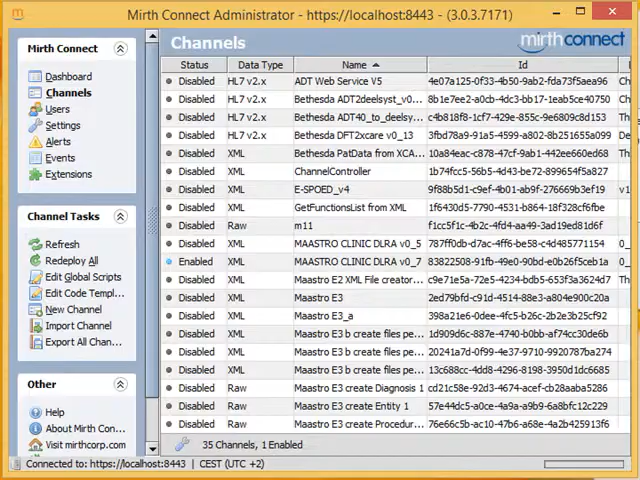 Mirth Connect Administrator - https://localhost:8443 - (3.0.3.7171)
Mirth Connect
Dashboard
Channels
Users
Settings
Alerts
Events
Extensions
Channel Tasks
Refresh
Redeploy All
Edit Global Scripts
Edit Code Templ...
New Channel
Import Channel
Export All Chan...
Other
Help
About Mirth Con...
Visit mirthcorp.com
Channels
mirthconnect
Status Data Type Name Id
Disabled HL7 v2.x ADT Web Service V5 4e07a125-0f33-4b50-9ab2-fda73f5aea96 Ch
Disabled HL7 v2.x Bethesda ADT2deelsyst_v0... 8b1e7ee2-a0cb-4dc3-bb17-1eab5ce40750 Ch
Disabled HL7 v2.x Bethesda ADT40_to_deelsy... c4b818f8-1cf7-429e-855c-9e6809c8d153 Th
Disabled HL7 v2.x Bethesda DFT2xcare v0_13 3fbd78a9-91a5-4599-a802-8b251655a099 De
Disabled XML Bethesda PatData from XCA... 10a84eac-c878-47cf-9ab1-442ee660ed68 Th
Disabled XML ChannelController 1b74fcc5-56b5-4d43-b237-e4bd2c9a5636
Disabled XML E-SPOED_v4 9f88b5d1-c9ef-4b01-ab9f-276669b3ef19 v1
Disabled XML GetFunctionsList from XML 1f6430d5-7790-4531-b864-18f328cf6fbe
Disabled Raw m11 f1cc5f1c-4b2c-4fd4-aa49-3ad19ed81d6f
Disabled XML MAASTRO CLINIC DLRA v0_5 787ff0db-d7ac-4ff6-be58-c4d485771154 0_
Enabled XML MAASTRO CLINIC DLRA v0_7 83822508-91fb-49e0-90bd-e0b26f5ceb1a 0_
Disabled XML Maastro E2 XML File creator... c9e71e5a-72e5-4234-bdb5-653f3a3624d7 Th
Disabled XML Maastro E3 2ed79bfd-c91d-4514-88e3-a804e900c20a
Disabled XML Maastro E3_a 398a21e6-0dee-4fc5-b26c-2b2e3b25cf92
Disabled XML Maastro E3 b create files pe... 1d909d6c-887e-4740-b0bb-af74cc30de6b
Disabled XML Maastro E3 b create files pe... 20241a7d-0f99-4e37-9710-9920787ba274
Disabled XML Maastro E3 b create files pe... 13c688cc-4dd8-4296-8198-3950d1dc6685
Disabled Raw Maastro E3 create Diagnosis 1 cd21c58e-92d3-4674-acef-cb28aaba5286
Disabled Raw Maastro E3 create Entity 1 57e44dc5-a0ce-4a9a-a9b9-6a8bfc12c229
Disabled Raw Maastro E3 create Procedur... 76e66c5b-ac10-47b6-a68e-4a2b425913f6
35 Channels, 1 Enabled
Connected to: https://localhost:8443 | CEST (UTC +2)